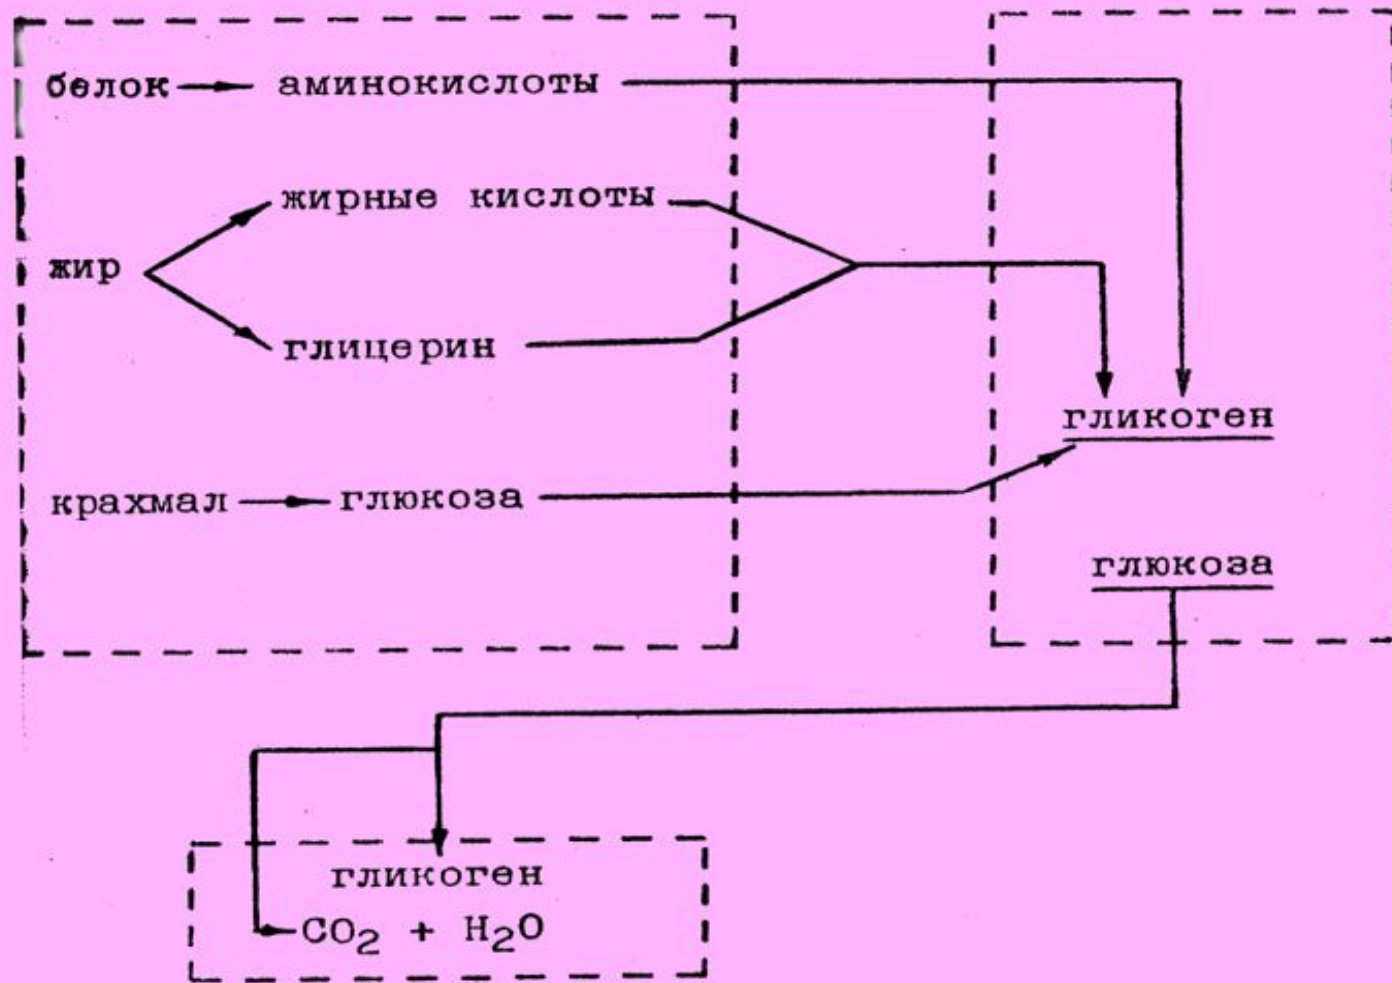 белок аминокислоты
жирные кислоты
жир
глицерин
гликоген
крахмал глюкоза
глюкоза
гликоген
CO2 + H2O